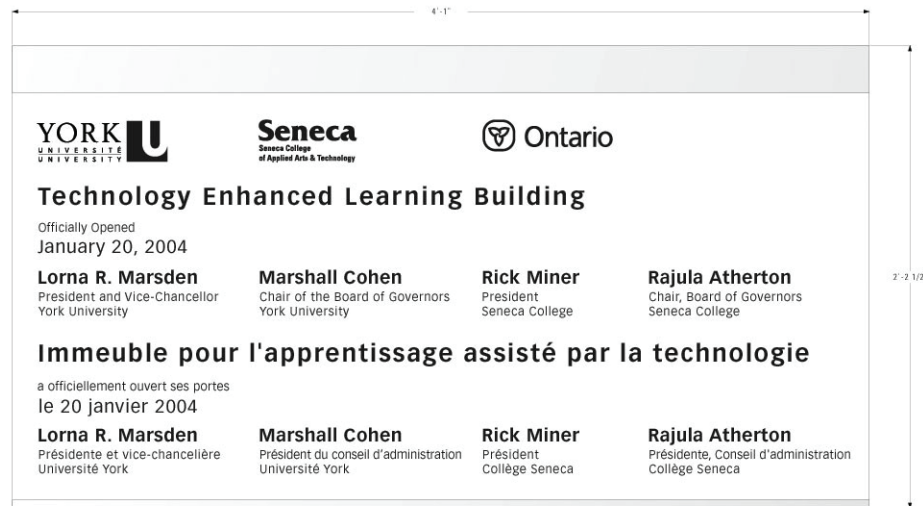 4'-1"
YORK U
UNIVERSITÉ
UNIVERSITY
Seneca
Seneca College
of Applied Arts & Technology
Ontario
Technology Enhanced Learning Building
Officially Opened
January 20, 2004
Lorna R. Marsden
President and Vice-Chancellor
York University
Marshall Cohen
Chair of the Board of Governors
York University
Rick Miner
President
Seneca College
Rajula Atherton
Chair, Board of Governors
Seneca College
2'-2 1/2
Immeuble pour l'apprentissage assisté par la technologie
a officiellement ouvert ses portes
le 20 janvier 2004
Lorna R. Marsden
Présidente et vice-chancelière
Université York
Marshall Cohen
Président du conseil d'administration
Université York
Rick Miner
Président
Collège Seneca
Rajula Atherton
Présidente, Conseil d'administration
Collège Seneca